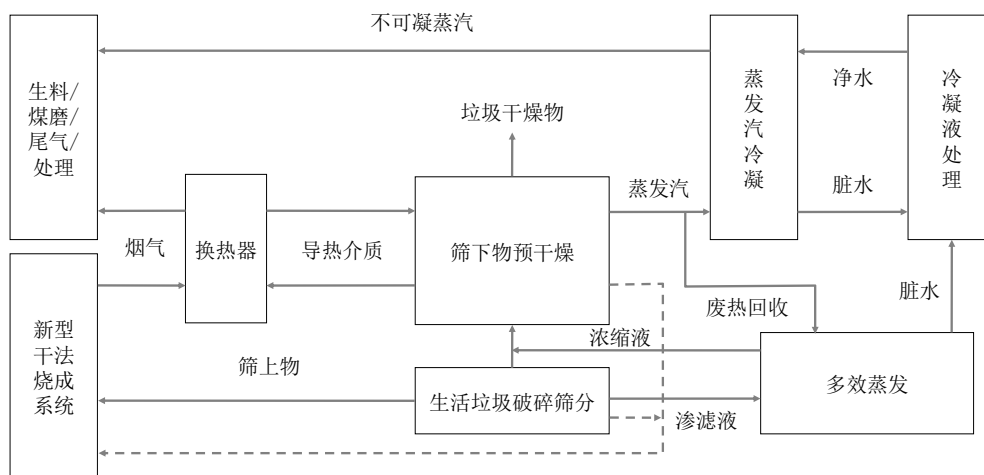 不可凝蒸汽
生料/
煤磨/
尾气/
处理
蒸
发
汽
冷
凝
净水
脏水
冷
凝
液
处
理
垃圾干燥物
蒸发汽
烟气
换热器
导热介质
筛下物预干燥
废热回收
脏水
新型
干法
烧成
系统
筛上物
浓缩液
生活垃圾破碎筛分
渗滤液
多效蒸发